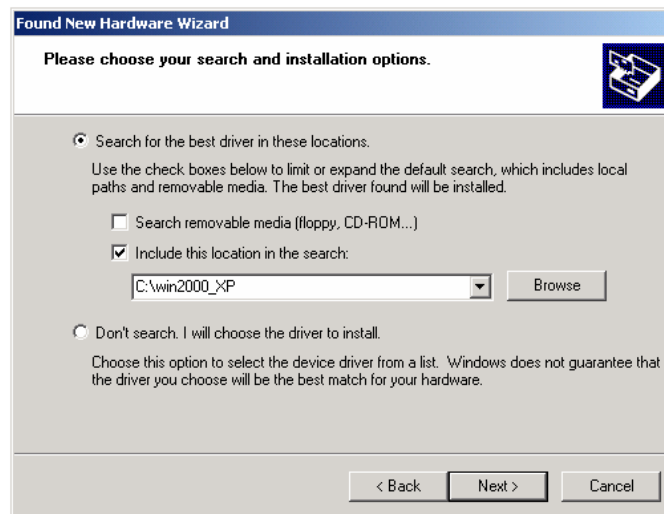 Found New Hardware Wizard
Please choose your search and installation options.
Search for the best driver in these locations.
Use the check boxes below to limit or expand the default search, which includes local
paths and removable media. The best driver found will be installed.
Search removable media (floppy, CD-ROM...)
Include this location in the search:
C:\win2000_XP
Browse
Don't search. I will choose the driver to install.
Choose this option to select the device driver from a list. Windows does not guarantee that
the driver you choose will be the best match for your hardware.
< Back Next > Cancel